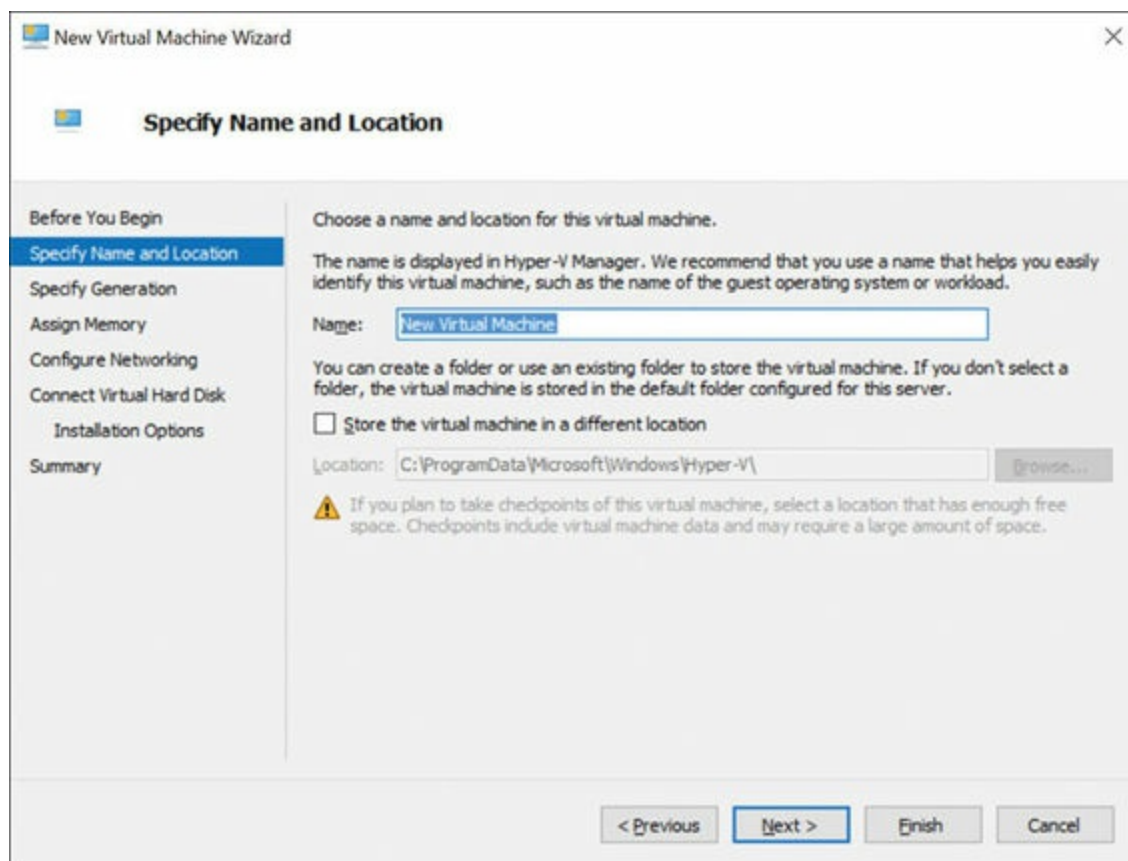 New Virtual Machine Wizard
Specify Name and Location
Before You Begin
Specify Name and Location
Specify Generation
Assign Memory
Configure Networking
Connect Virtual Hard Disk
Installation Options
Summary
Choose a name and location for this virtual machine.
The name is displayed in Hyper-V Manager. We recommend that you use a name that helps you easily
identify this virtual machine, such as the name of the guest operating system or workload.
Name: New Virtual Machine
You can create a folder or use an existing folder to store the virtual machine. If you don't select a
folder, the virtual machine is stored in the default folder configured for this server.
Store the virtual machine in a different location
Location: C:\ProgramData\Microsoft\Windows\Hyper-V\ Browse...
If you plan to take checkpoints of this virtual machine, select a location that has enough free
space. Checkpoints include virtual machine data and may require a large amount of space.
< Previous Next > Finish Cancel